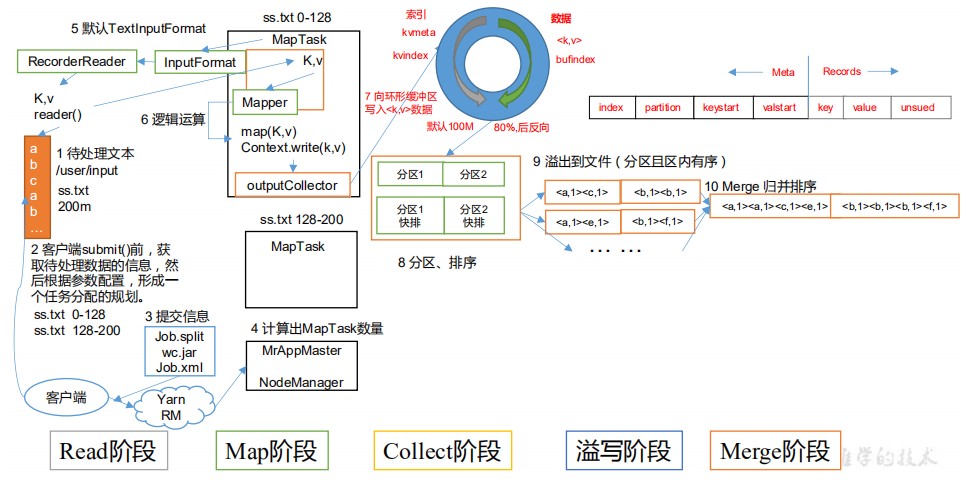 ss.txt 0-128
5 默认TextInputFormat
MapTask
RecorderReader
InputFormat
K,v
K,v
reader()
Mapper
6 逻辑运算
map(K,v)
Context.write(k,v)
outputCollector
1 待处理文本
/user/input
ss.txt
200m
a
b
c
a
b
...
2 客户端submit()前，获
取待处理数据的信息，然
后根据参数配置，形成一
个任务分配的规划。
ss.txt 0-128
ss.txt 128-200
3 提交信息
Job.split
wc.jar
Job.xml
客户端
Yarn
RM
ss.txt 128-200
MapTask
4 计算出MapTask数量
MrAppMaster
NodeManager
索引
kvmeta
kvindex
数据
<k,v>
bufindex
7 向环形缓冲区
写入<k,v>数据
默认100M
80%,后反向
Meta
Records
index
partition
keystart
valstart
key
value
unsued
分区1
分区2
分区1
快排
分区2
快排
8 分区、排序
9 溢出到文件（分区且区内有序）
<a,1><c,1>
<b,1><b,1>
<a,1><e,1>
<b,1><f,1>
... ...
10 Merge 归并排序
<a,1><a,1><c,1><e,1>
<b,1><b,1><b,1><f,1>
Read阶段
Map阶段
Collect阶段
溢写阶段
Merge阶段
学的技术